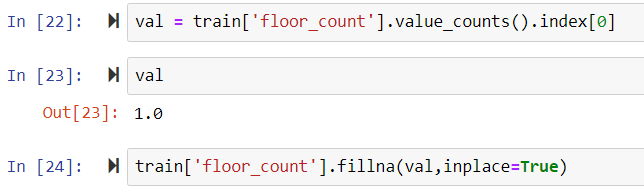 In [22]: val = train['floor_count'].value_counts().index[0]
In [23]: val
Out[23]: 1.0
In [24]: train['floor_count'].fillna(val,inplace=True)